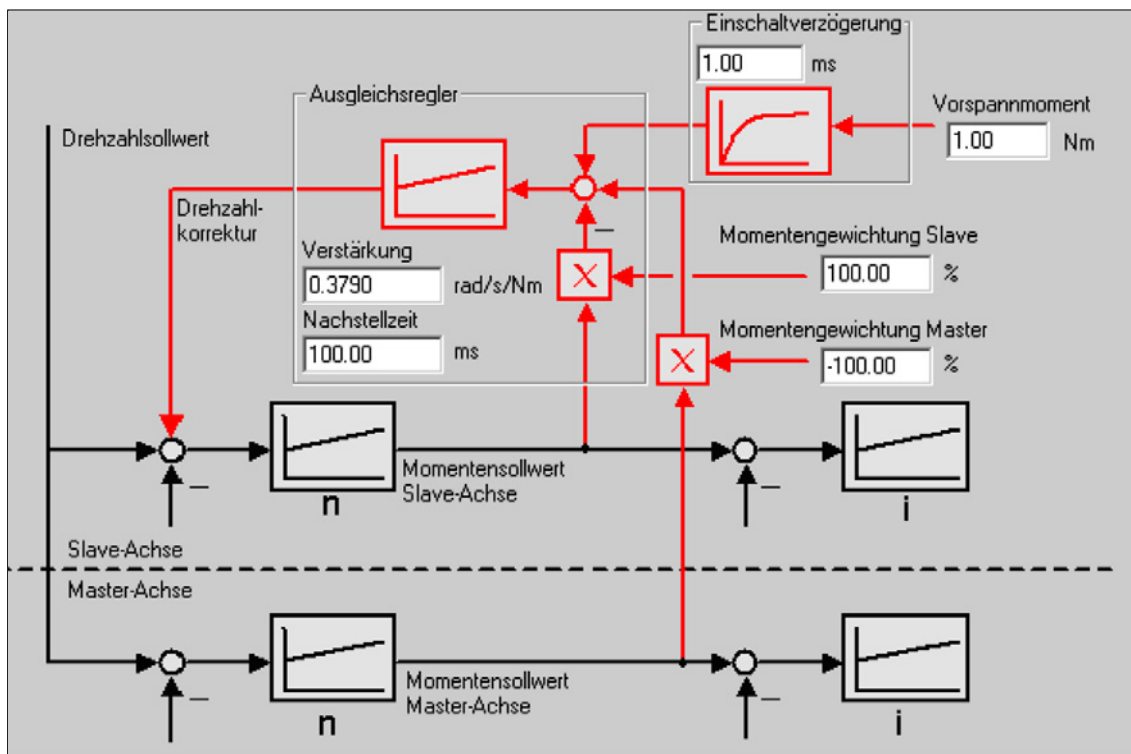 Einschaltverzögerung
1.00 ms
Ausgleichsregler
Vorspannmoment
1.00 Nm
Drehzahlsollwert
Drehzahl-
korrektur
Momentengewichtung Slave
100.00 %
Verstärkung
0.3790 rad/s/Nm
X
Nachstellzeit
100.00 ms
Momentengewichtung Master
-100.00 %
X
n
Momentensollwert
Slave-Achse
i
Slave-Achse
Master-Achse
n
Momentensollwert
Master-Achse
i